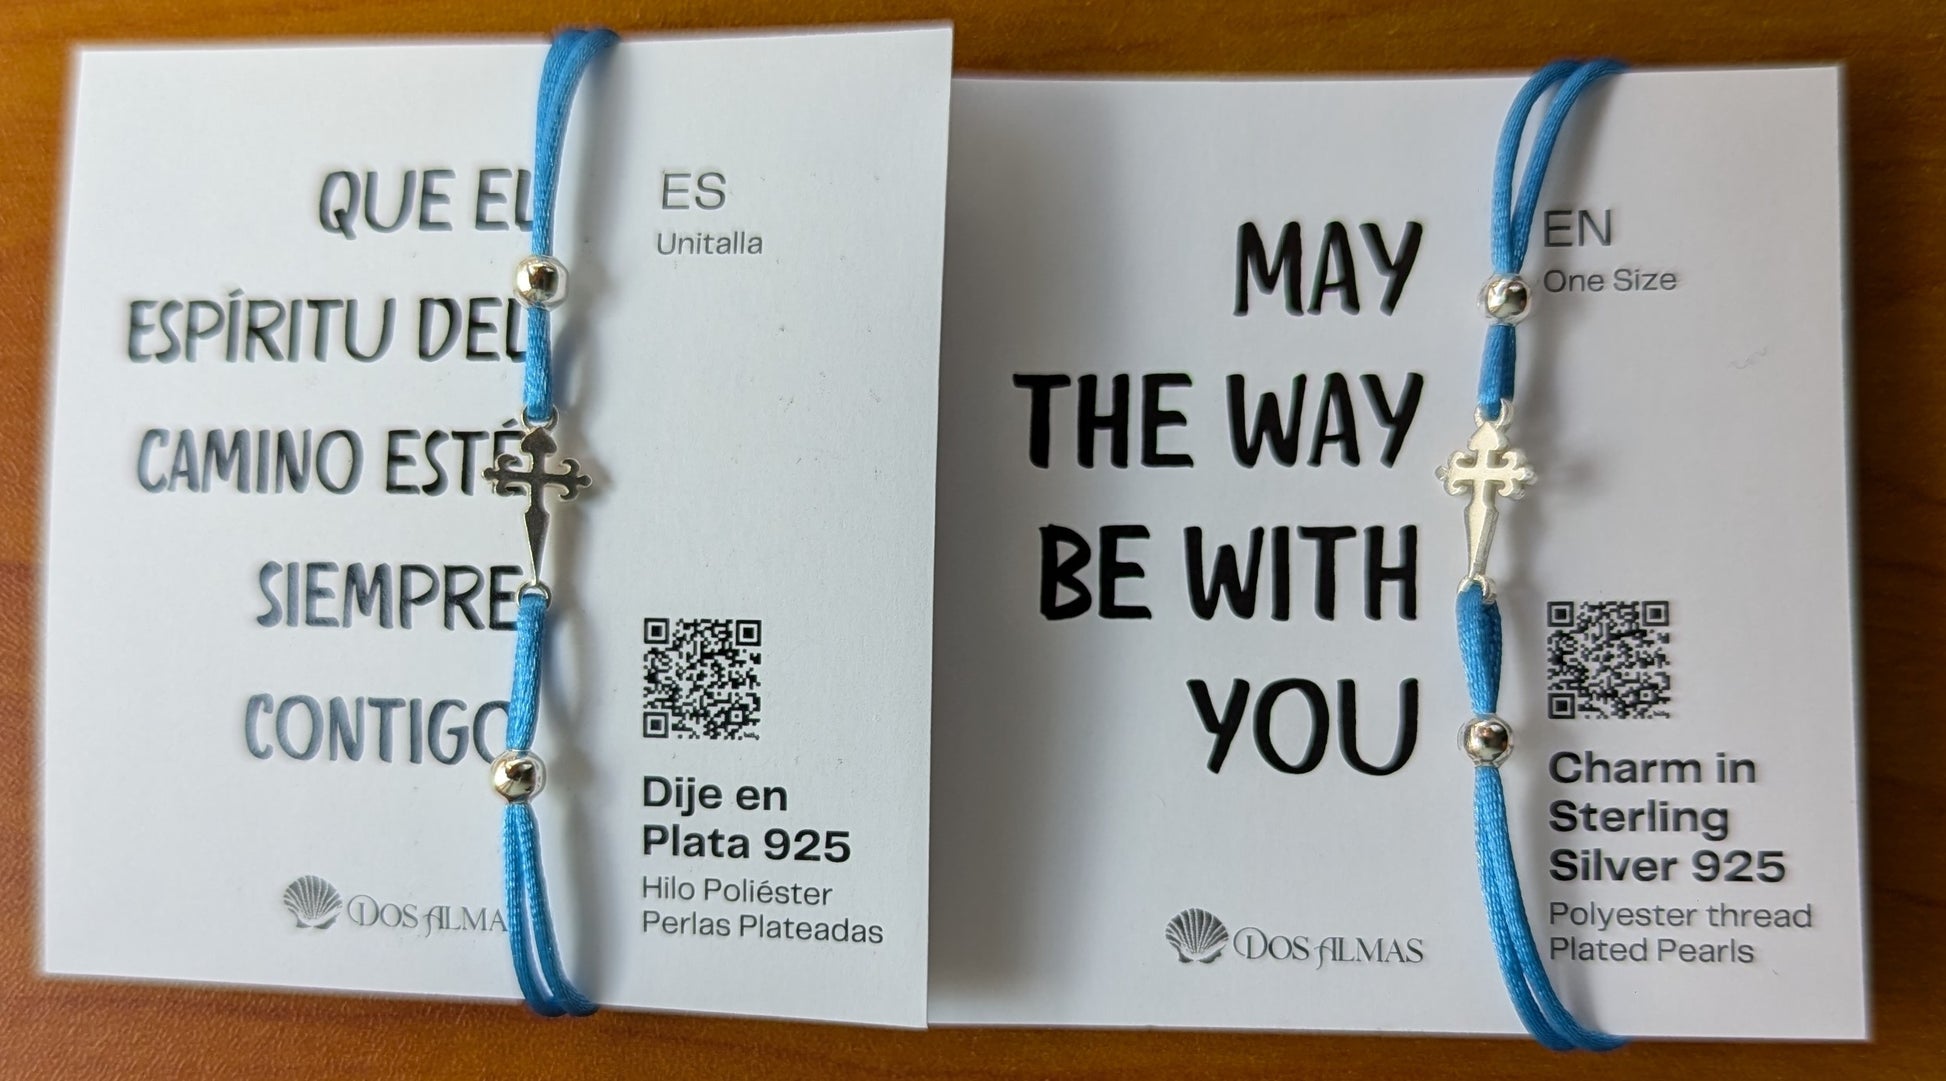 QUE EL
ESPÍRITU DEL
CAMINO ESTÉ
SIEMPRE
CONTIGO
DOS ALMA
ES
Unitalla
Dije en
Plata 925
Hilo Poliéster
Perlas Plateadas
MAY
THE WAY
BE WITH
YOU
DOS ALMAS
EN
One Size
Charm in
Sterling
Silver 925
Polyester thread
Plated Pearls